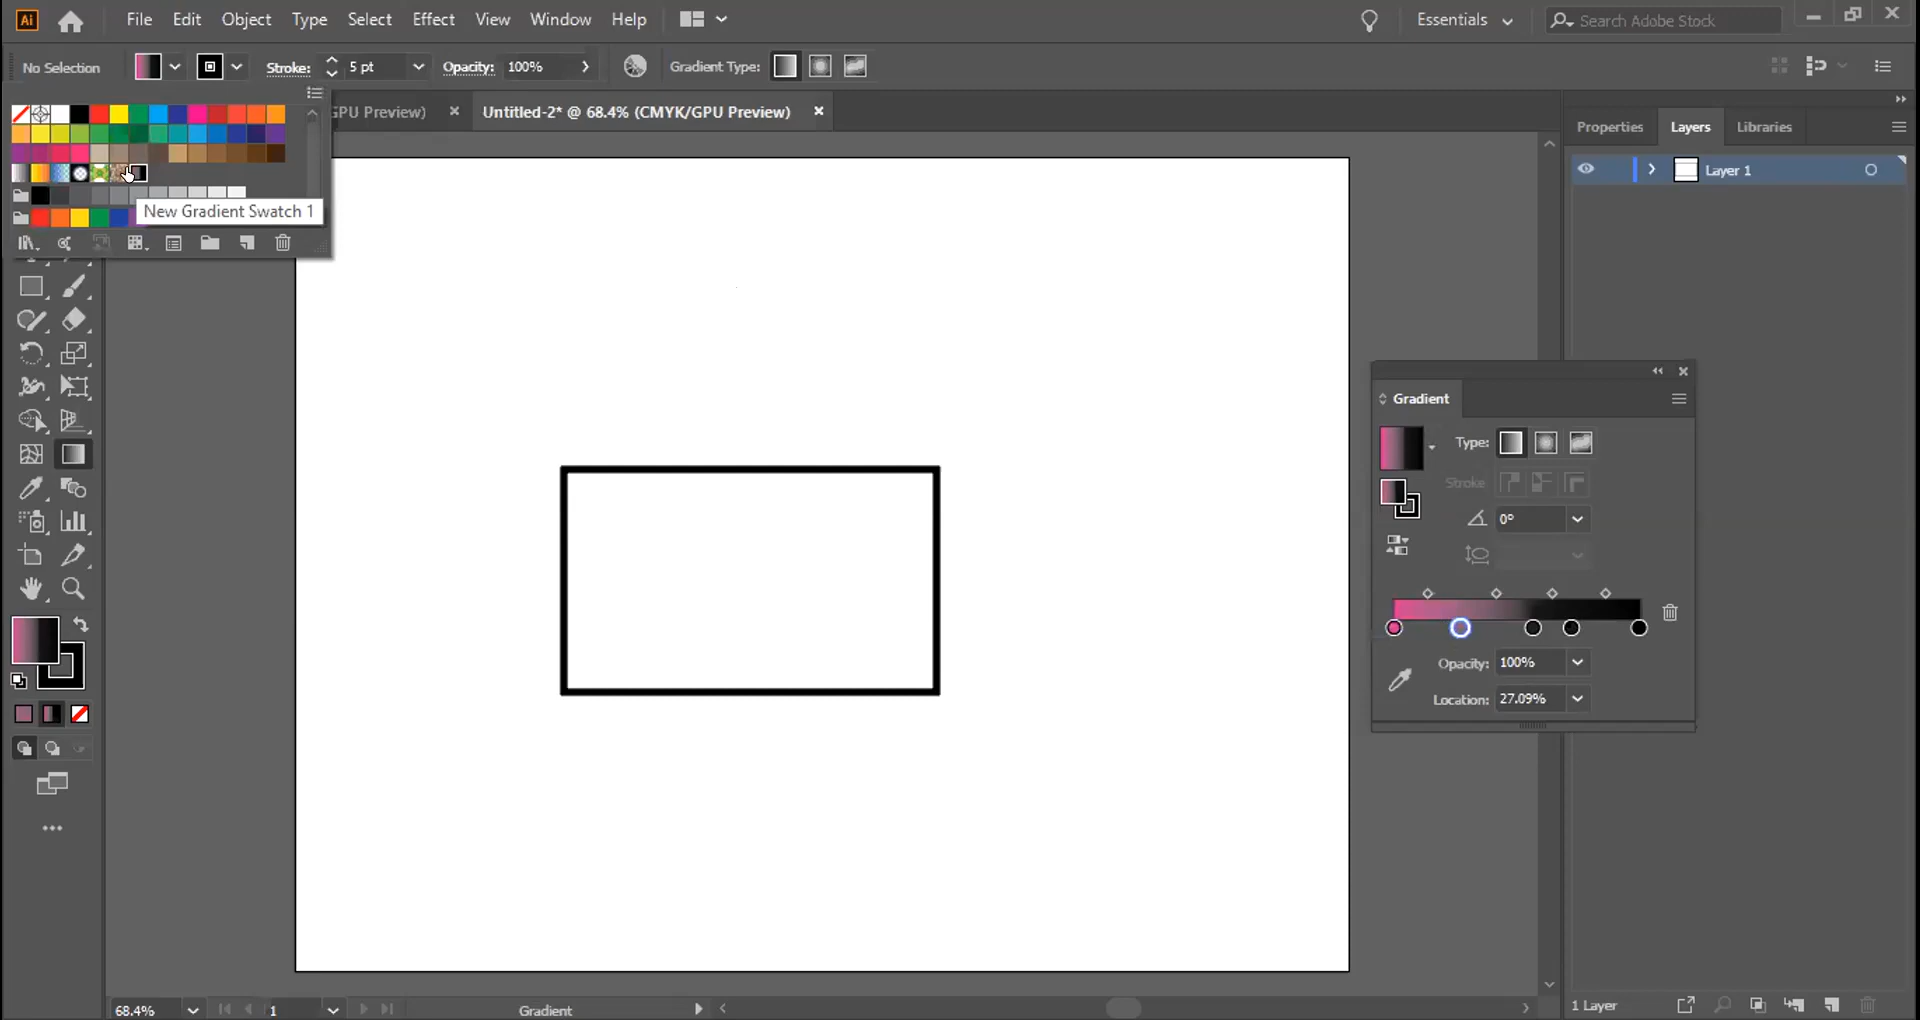 Ai File Edit Object Type Select Effect View Window Help Essentials Search Adobe Stock
No Selection Stroke: 5 pt Opacity: 100% Gradient Type:
GPU Preview) Untitled-2* @ 68.4% (CMYK/GPU Preview)
Properties Layers Libraries
Layer 1
New Gradient Swatch 1
Gradient
Type:
Stroke
0°
Opacity: 100%
Location: 27.09%
68.4% 1 Gradient
1 Layer